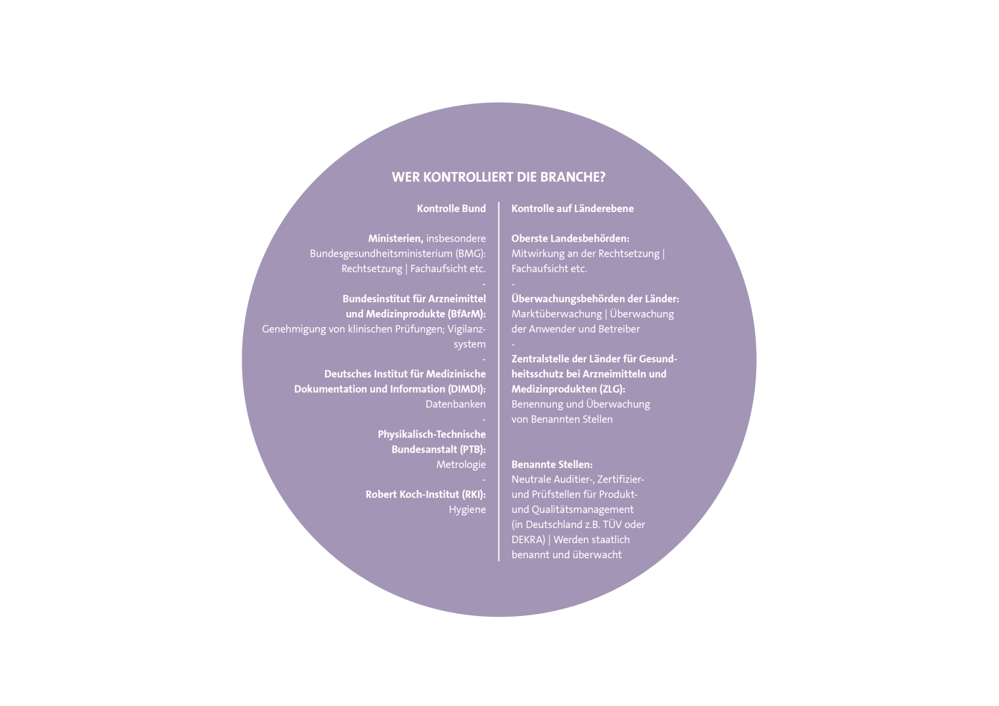 WER KONTROLLIERT DIE BRANCHE?
Kontrolle Bund
Ministerien, insbesondere
Bundesgesundheitsministerium (BMG):
Rechtsetzung | Fachaufsicht etc.
-
Bundesinstitut für Arzneimittel
und Medizinprodukte (BfArM):
Genehmigung von klinischen Prüfungen; Vigilanz-
system
-
Deutsches Institut für Medizinische
Dokumentation und Information (DIMDI):
Datenbanken
-
Physikalisch-Technische
Bundesanstalt (PTB):
Metrologie
-
Robert Koch-Institut (RKI):
Hygiene
Kontrolle auf Länderebene
Oberste Landesbehörden:
Mitwirkung an der Rechtsetzung |
Fachaufsicht etc.
-
Überwachungsbehörden der Länder:
Marktüberwachung | Überwachung
der Anwender und Betreiber
-
Zentralstelle der Länder für Gesund-
heitsschutz bei Arzneimitteln und
Medizinprodukten (ZLG):
Benennung und Überwachung
von Benannten Stellen
Benannte Stellen:
Neutrale Auditier-, Zertifizier-
und Prüfstellen für Produkt-
und Qualitätsmanagement
(in Deutschland z.B. TÜV oder
DEKRA) | Werden staatlich
benannt und überwacht